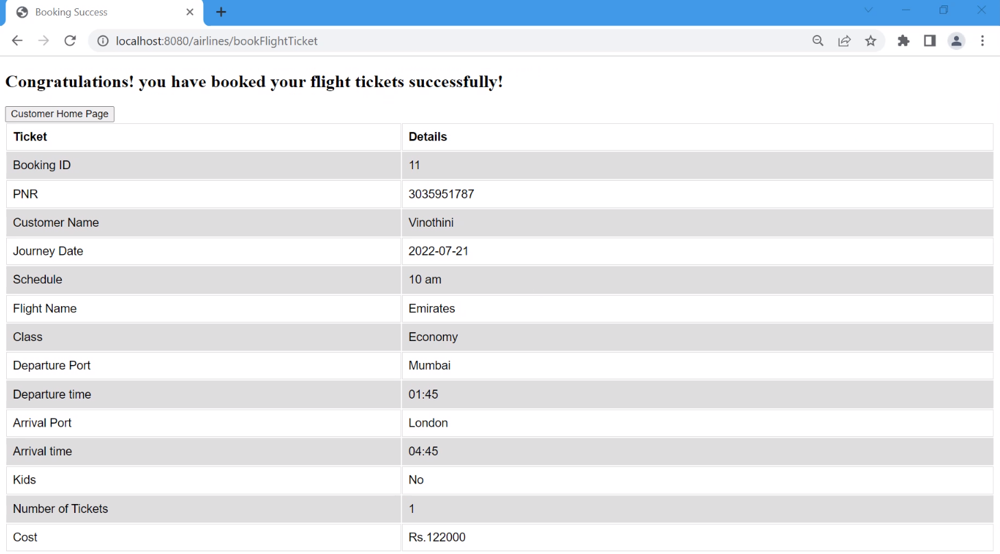 Booking Success
localhost:8080/airlines/bookFlightTicket
Congratulations! you have booked your flight tickets successfully!
Customer Home Page
Ticket Details
Booking ID 11
PNR 3035951787
Customer Name Vinothini
Journey Date 2022-07-21
Schedule 10 am
Flight Name Emirates
Class Economy
Departure Port Mumbai
Departure time 01:45
Arrival Port London
Arrival time 04:45
Kids No
Number of Tickets 1
Cost Rs.122000